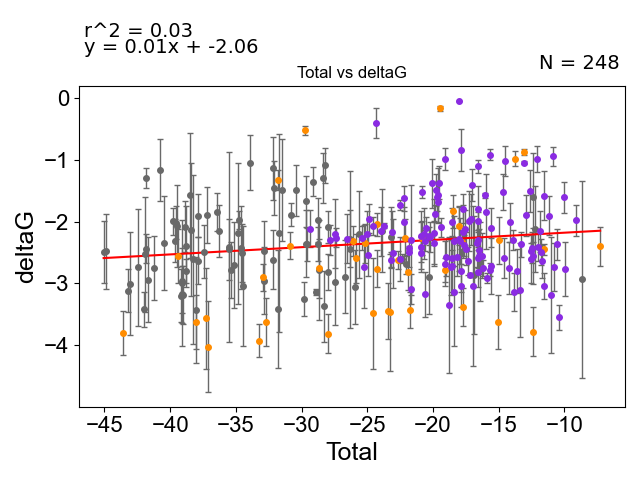 r^2 = 0.03
y = 0.01x + -2.06
N = 248
Total vs deltaG
0
−1
−2
−3
−4
deltaG
−45
−40
−35
−30
−25
−20
−15
−10
Total